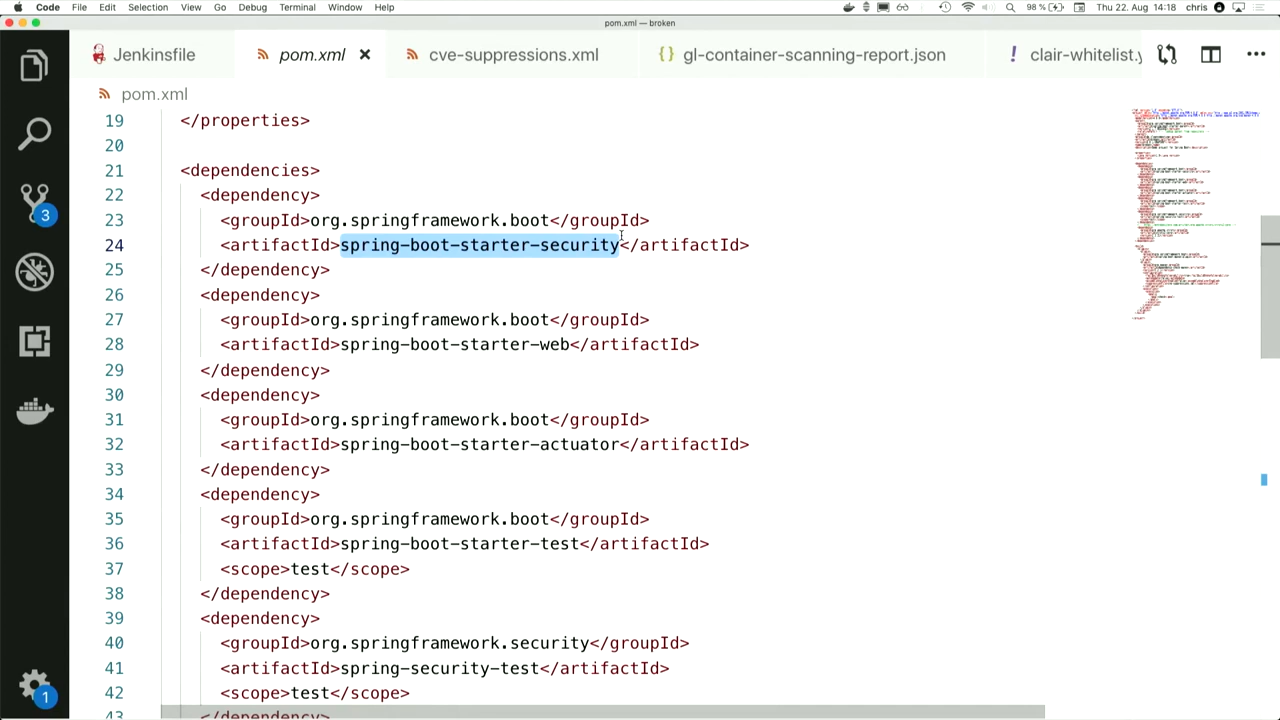 Code File Edit Selection View Go Debug Terminal Window Help 98 % Thu 22. Aug 14:18 chris
pom.xml — broken
Jenkinsfile pom.xml cve-suppressions.xml {} gl-container-scanning-report.json ! clair-whitelist.y
pom.xml
19 </properties>
20
21 <dependencies>
22 <dependency>
23 <groupId>org.springframework.boot</groupId>
24 <artifactId>spring-boot-starter-security</artifactId>
25 </dependency>
26 <dependency>
27 <groupId>org.springframework.boot</groupId>
28 <artifactId>spring-boot-starter-web</artifactId>
29 </dependency>
30 <dependency>
31 <groupId>org.springframework.boot</groupId>
32 <artifactId>spring-boot-starter-actuator</artifactId>
33 </dependency>
34 <dependency>
35 <groupId>org.springframework.boot</groupId>
36 <artifactId>spring-boot-starter-test</artifactId>
37 <scope>test</scope>
38 </dependency>
39 <dependency>
40 <groupId>org.springframework.security</groupId>
41 <artifactId>spring-security-test</artifactId>
42 <scope>test</scope>
43 </dependency>
3
1